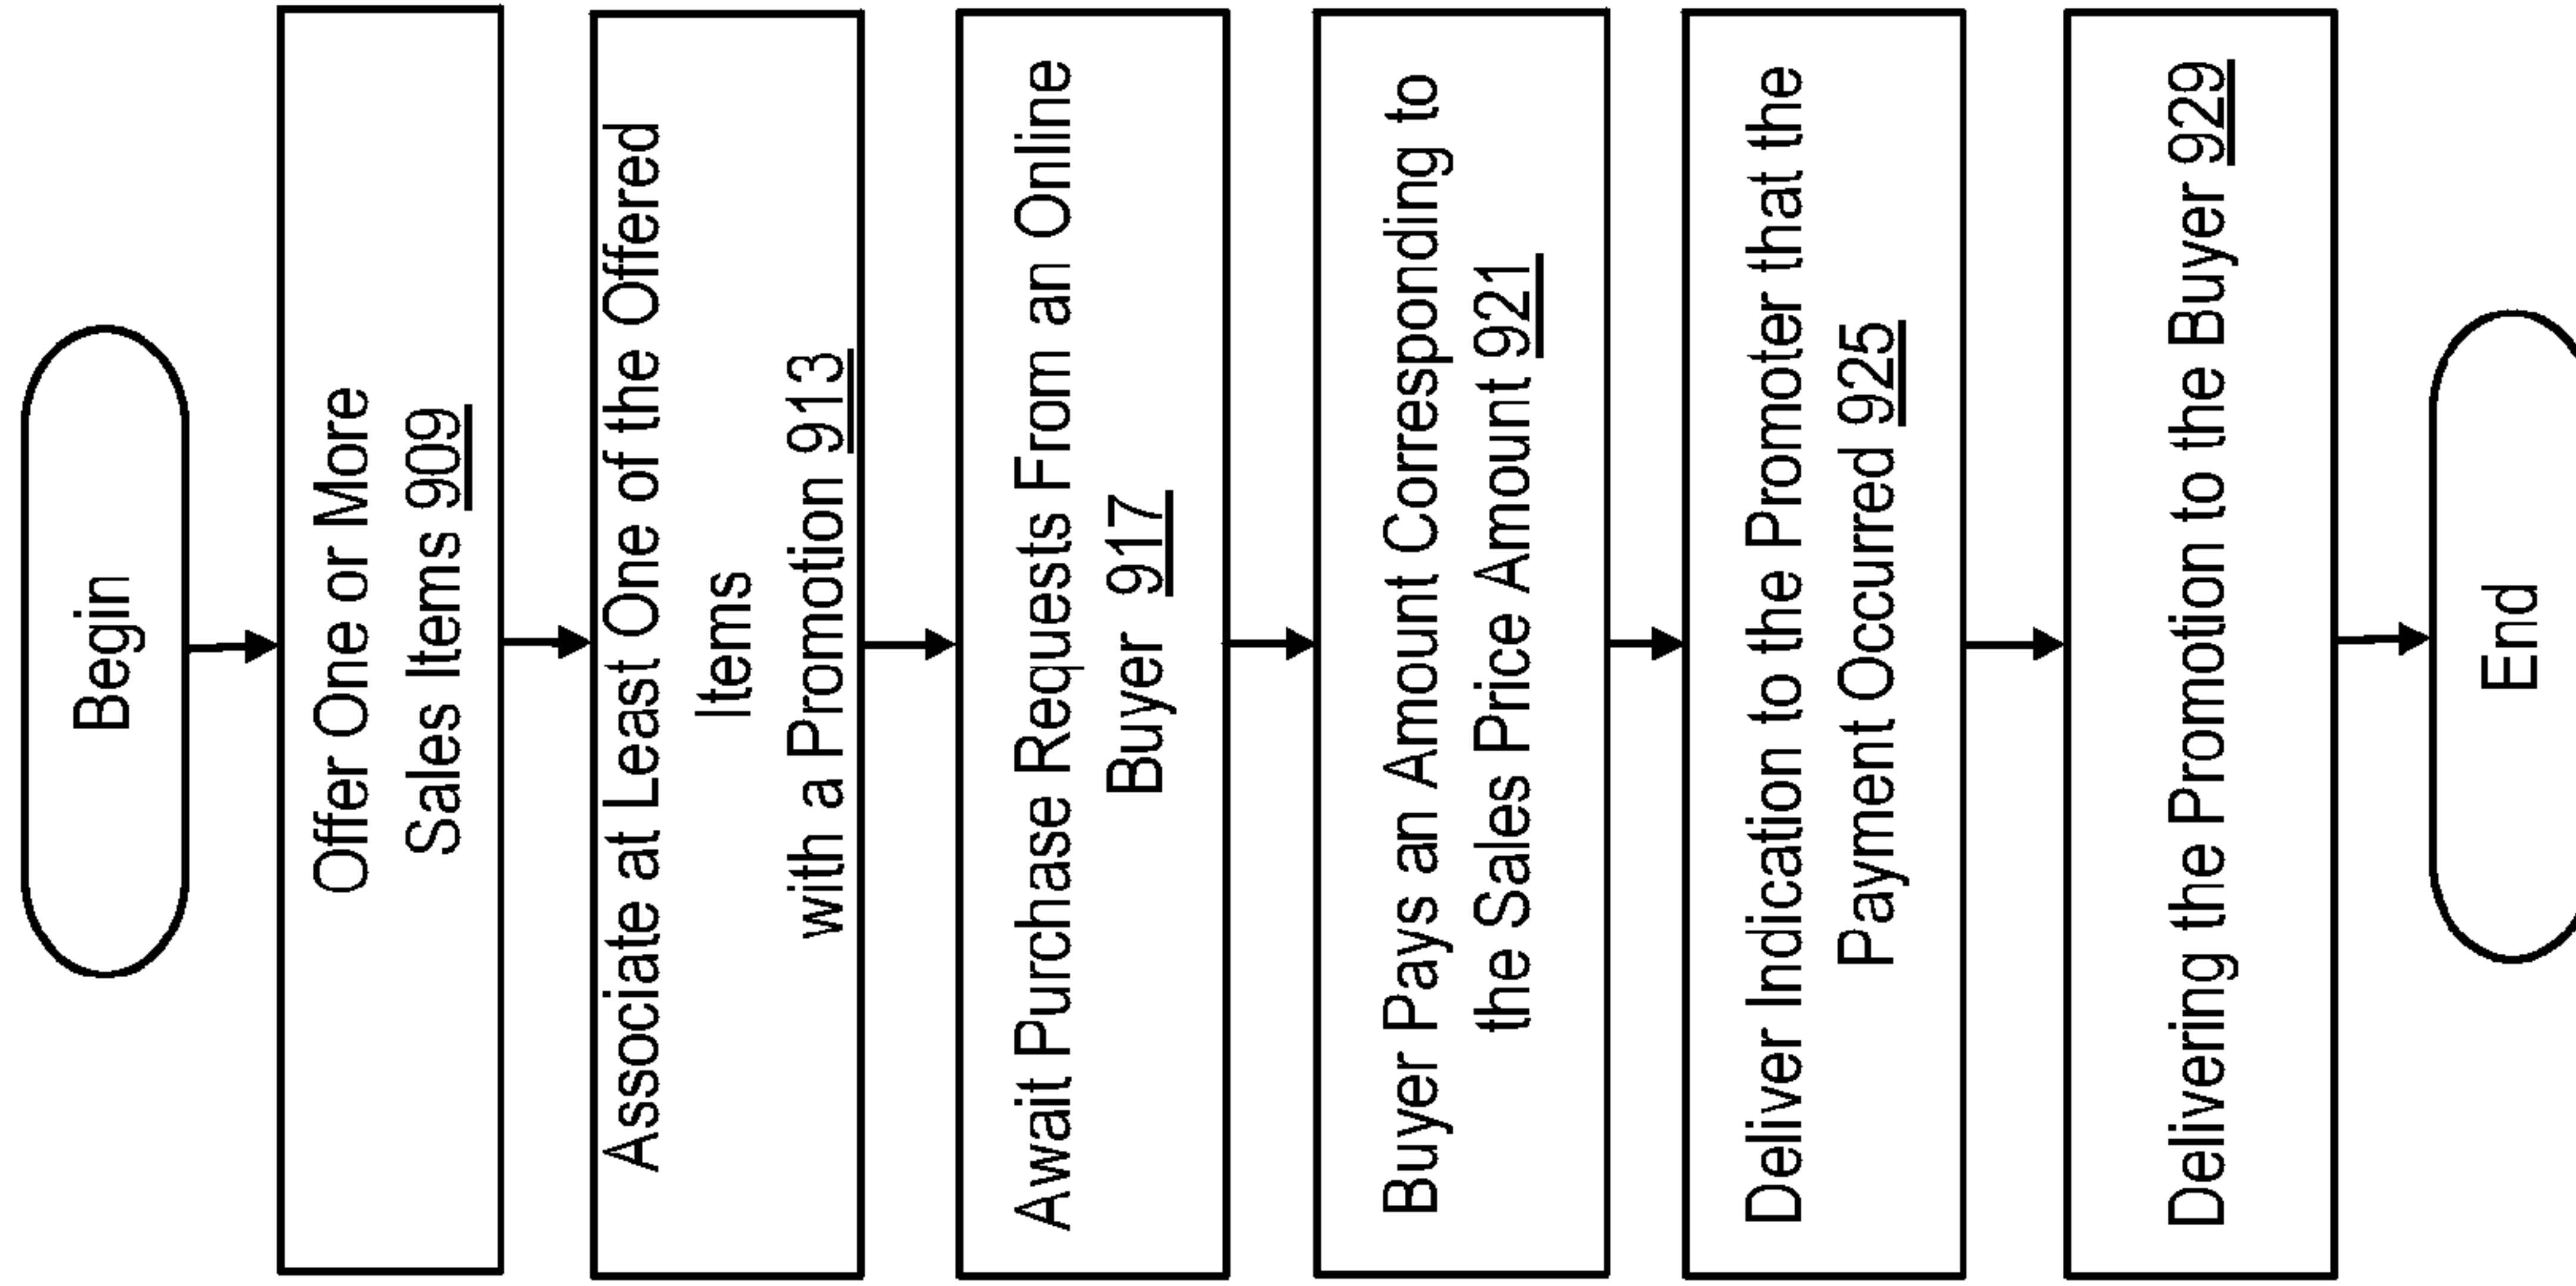 Begin
Offer One or More
Sales Items 909
Associate at Least One of the Offered
Items
with a Promotion 913
Await Purchase Requests From an Online
Buyer 917
Buyer Pays an Amount Corresponding to
the Sales Price Amount 921
Deliver Indication to the Promoter that the
Payment Occurred 925
Delivering the Promotion to the Buyer 929
End